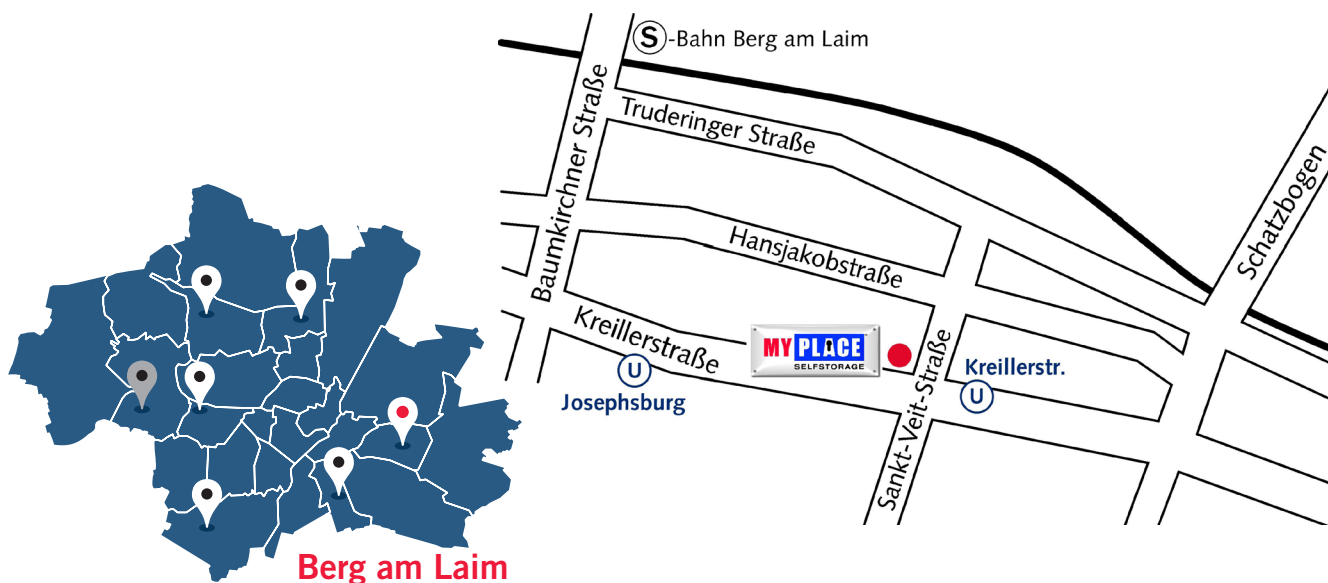 S-Bahn Berg am Laim
Baumkirchner Straße
Truderinger Straße
Schatzbogen
Hansjakobstraße
Kreillerstraße
MY PLACE
SELFSTORAGE
Sankt-Veit-Straße
Kreillerstr.
U
U
Josephsburg
Berg am Laim